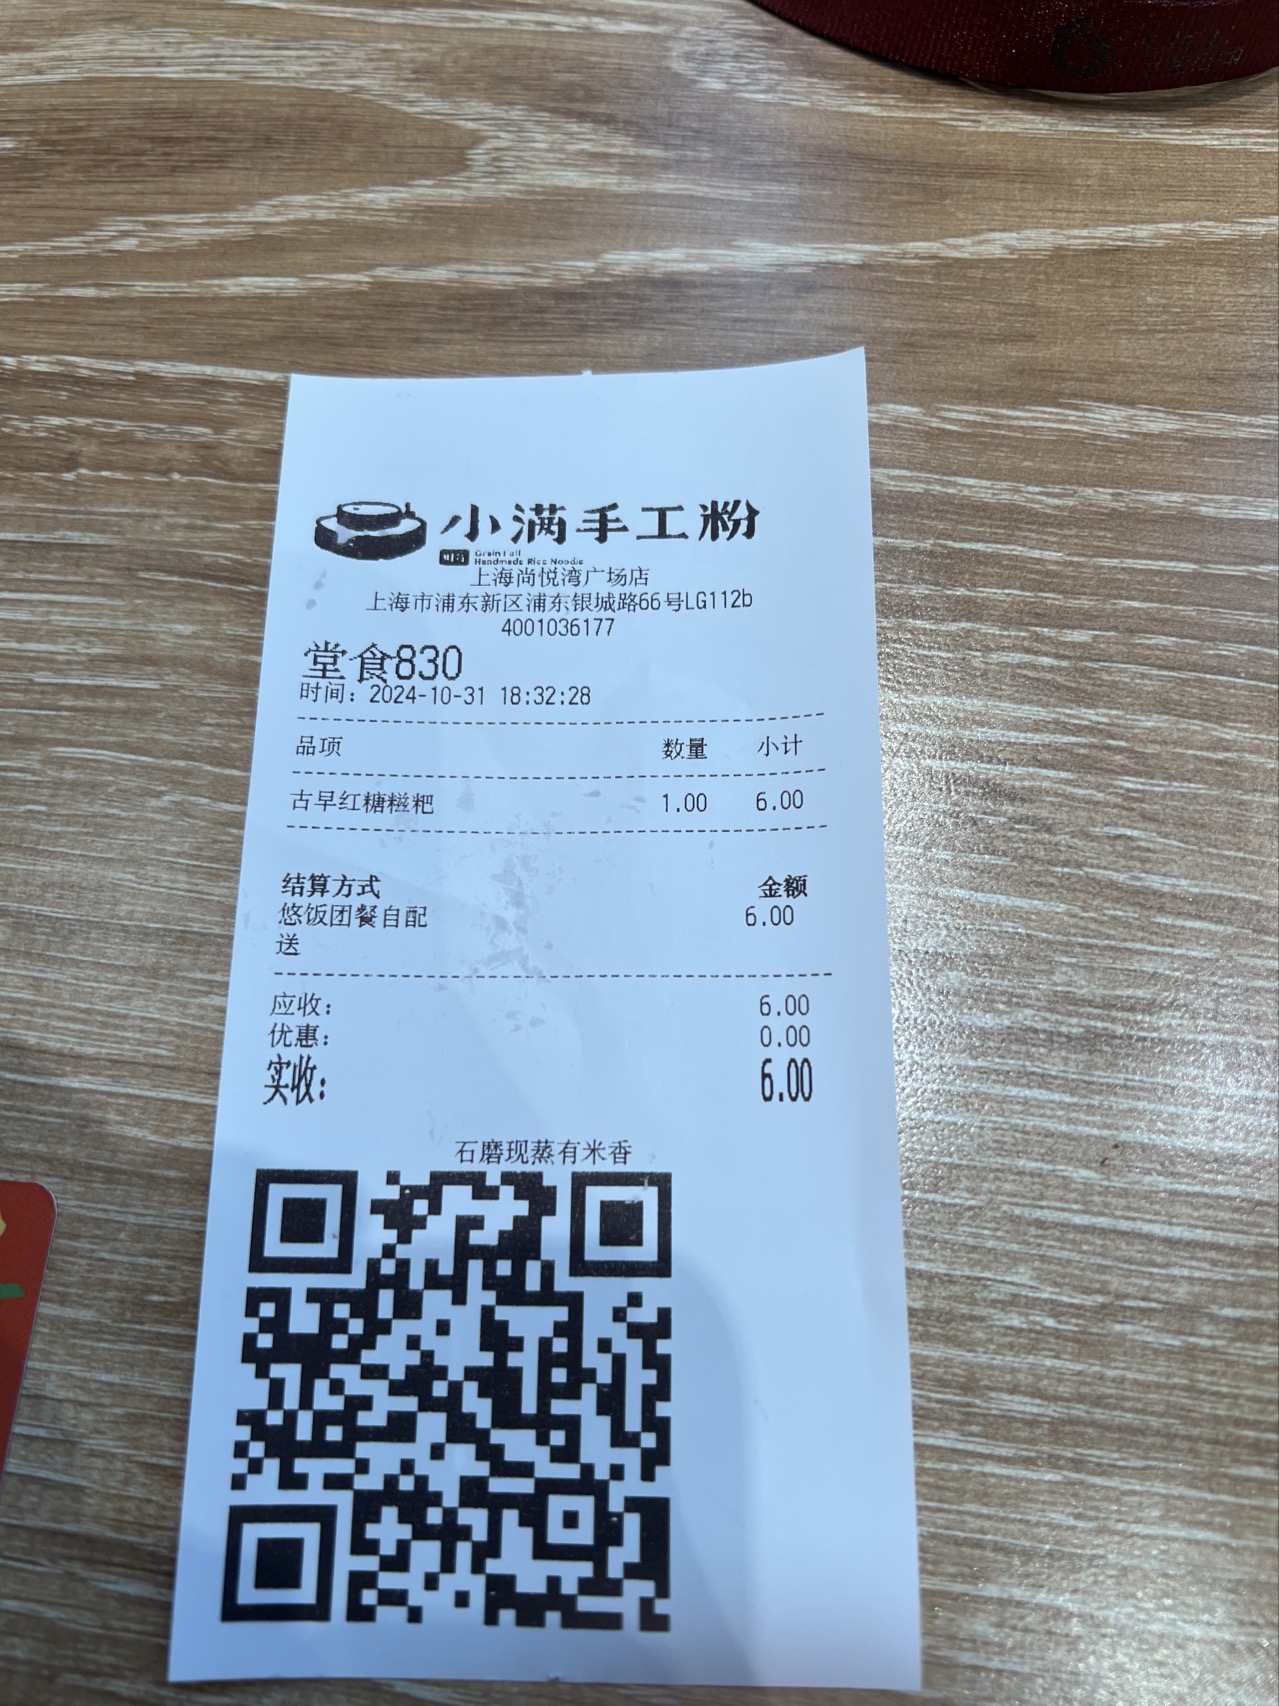 小满手工粉
Grain Full
Handmade Rice Noodle
上海尚悦湾广场店
上海市浦东新区浦东银城路66号LG112b
4001036177
堂食830
时间：2024-10-31 18:32:28
品项 数量 小计
古早红糖糍粑 1.00 6.00
结算方式 金额
悠饭团餐自配 6.00
送
应收： 6.00
优惠： 0.00
实收： 6.00
石磨现蒸有米香